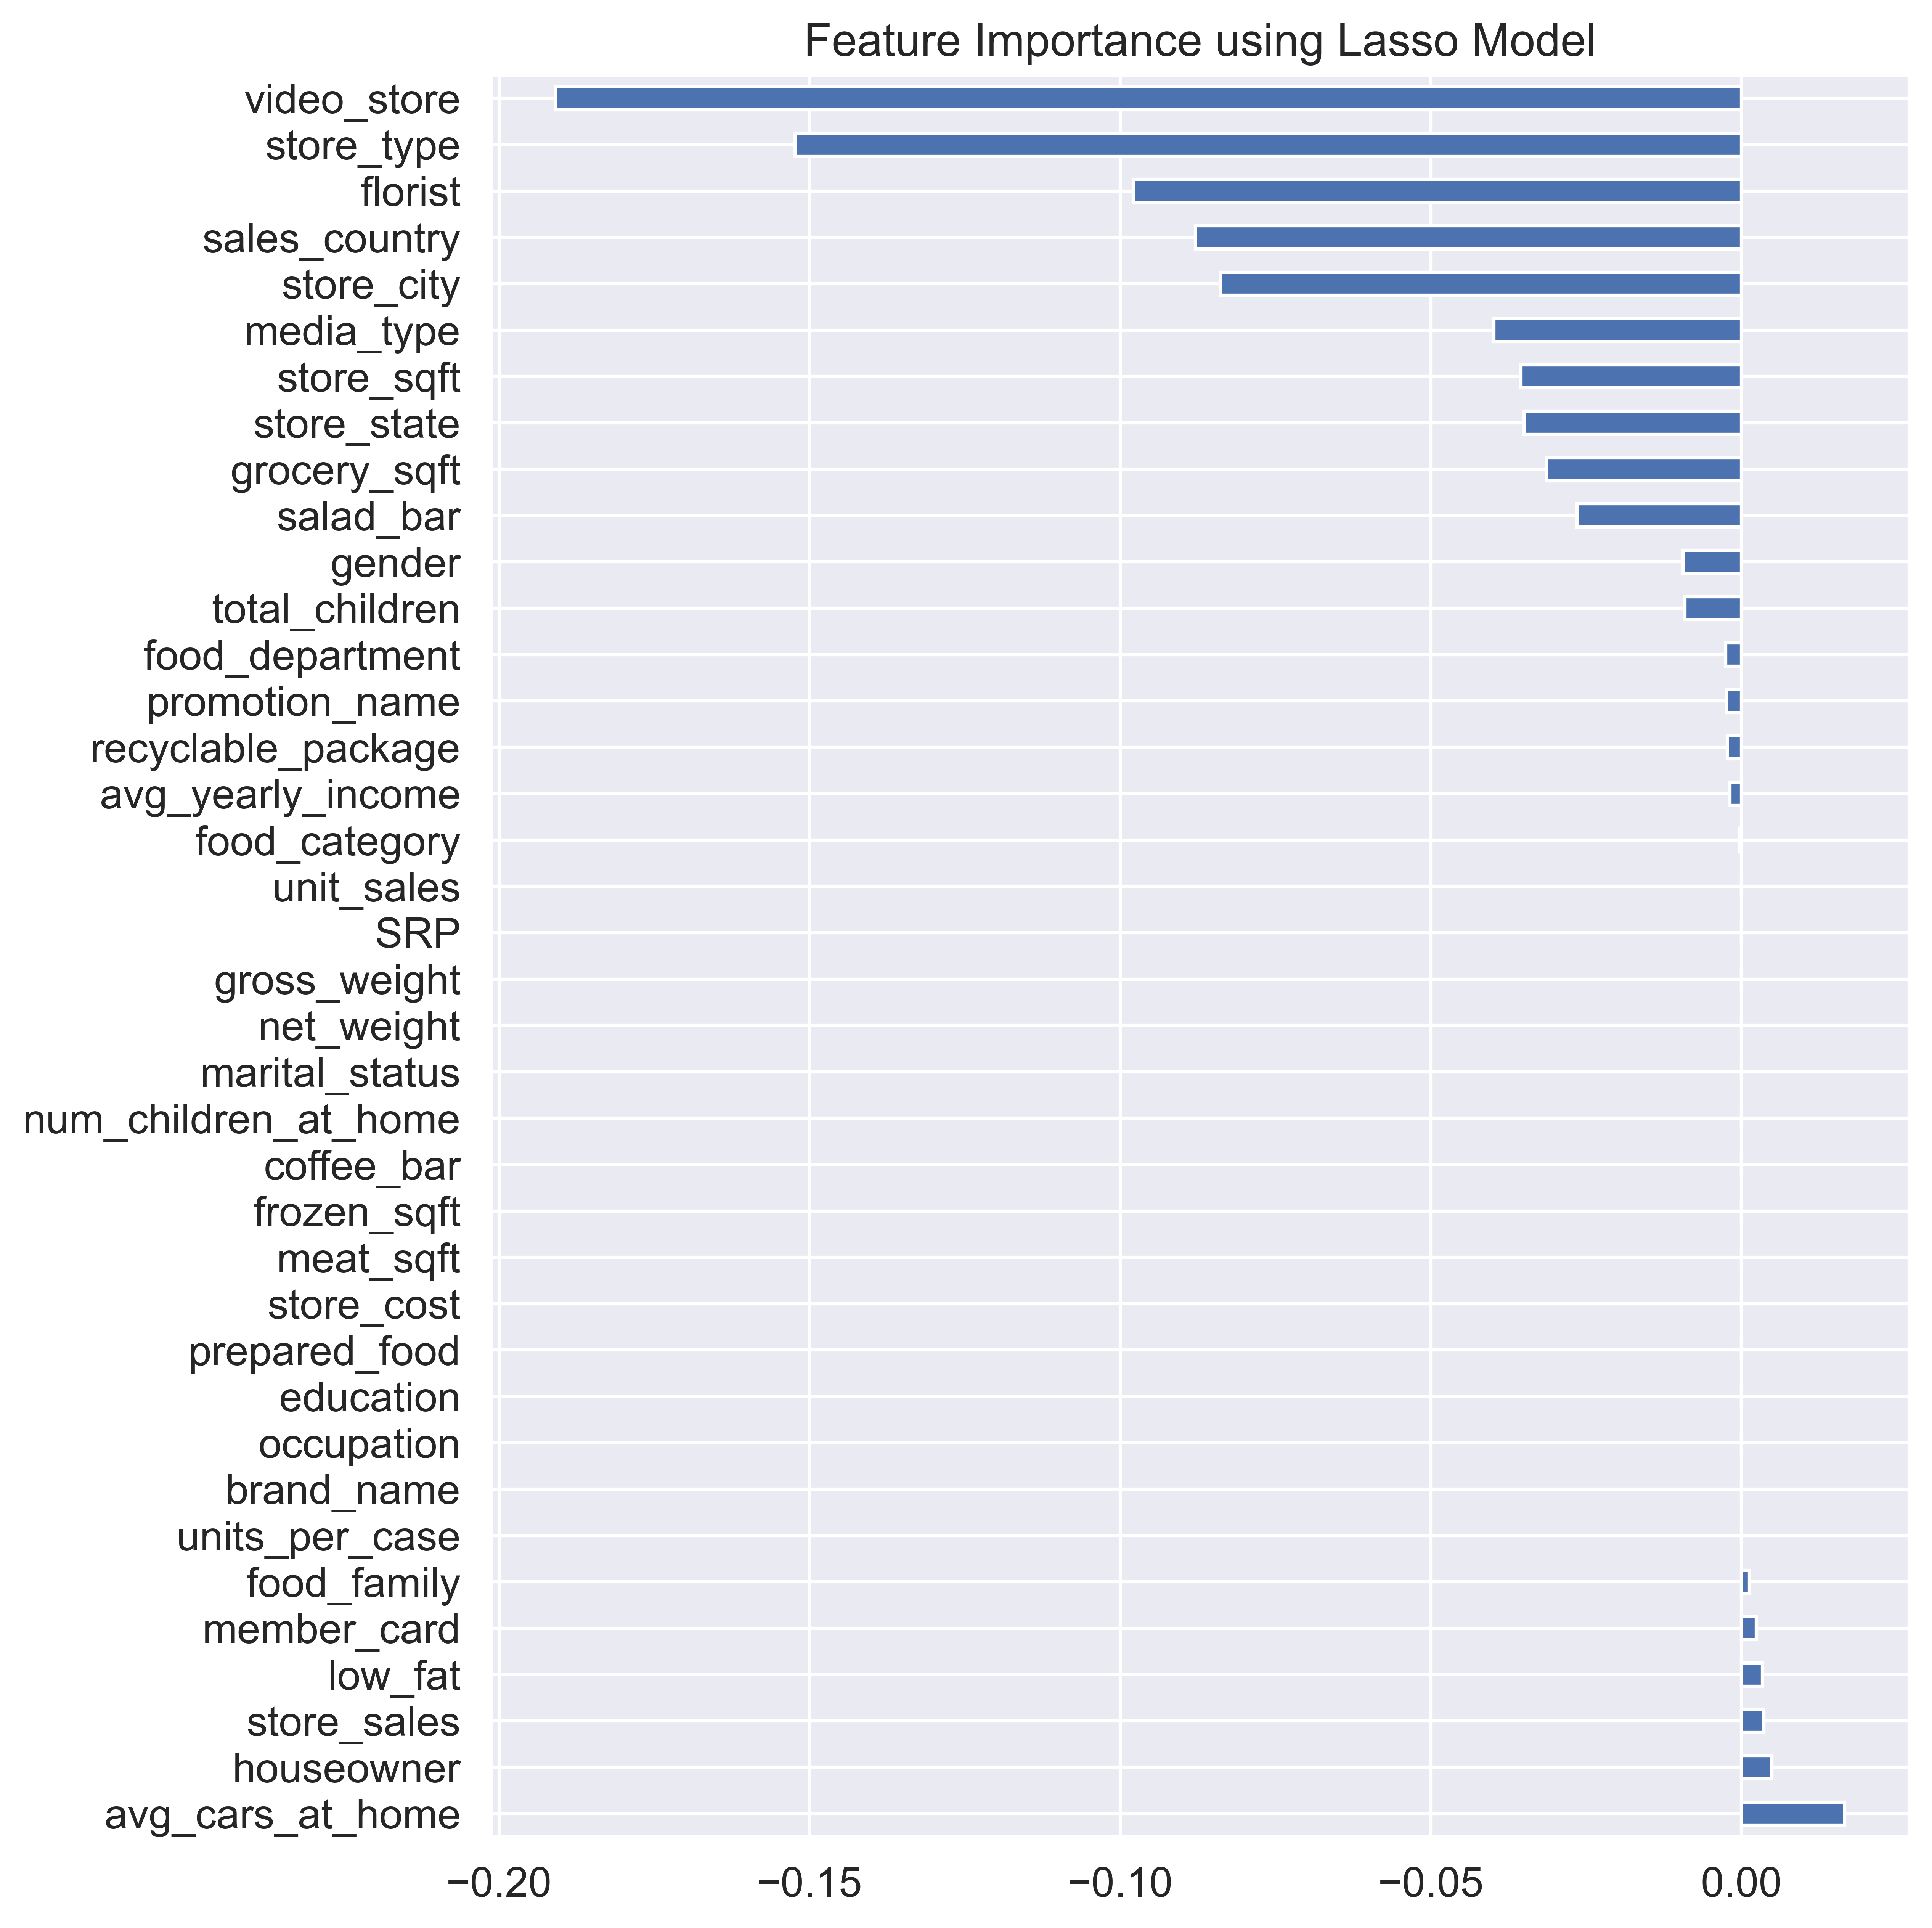 Feature Importance using Lasso Model
video_store
store_type
florist
sales_country
store_city
media_type
store_sqft
store_state
grocery_sqft
salad_bar
gender
total_children
food_department
promotion_name
recyclable_package
avg_yearly_income
food_category
unit_sales
SRP
gross_weight
net_weight
marital_status
num_children_at_home
coffee_bar
frozen_sqft
meat_sqft
store_cost
prepared_food
education
occupation
brand_name
units_per_case
food_family
member_card
low_fat
store_sales
houseowner
avg_cars_at_home
−0.20 −0.15 −0.10 −0.05 0.00